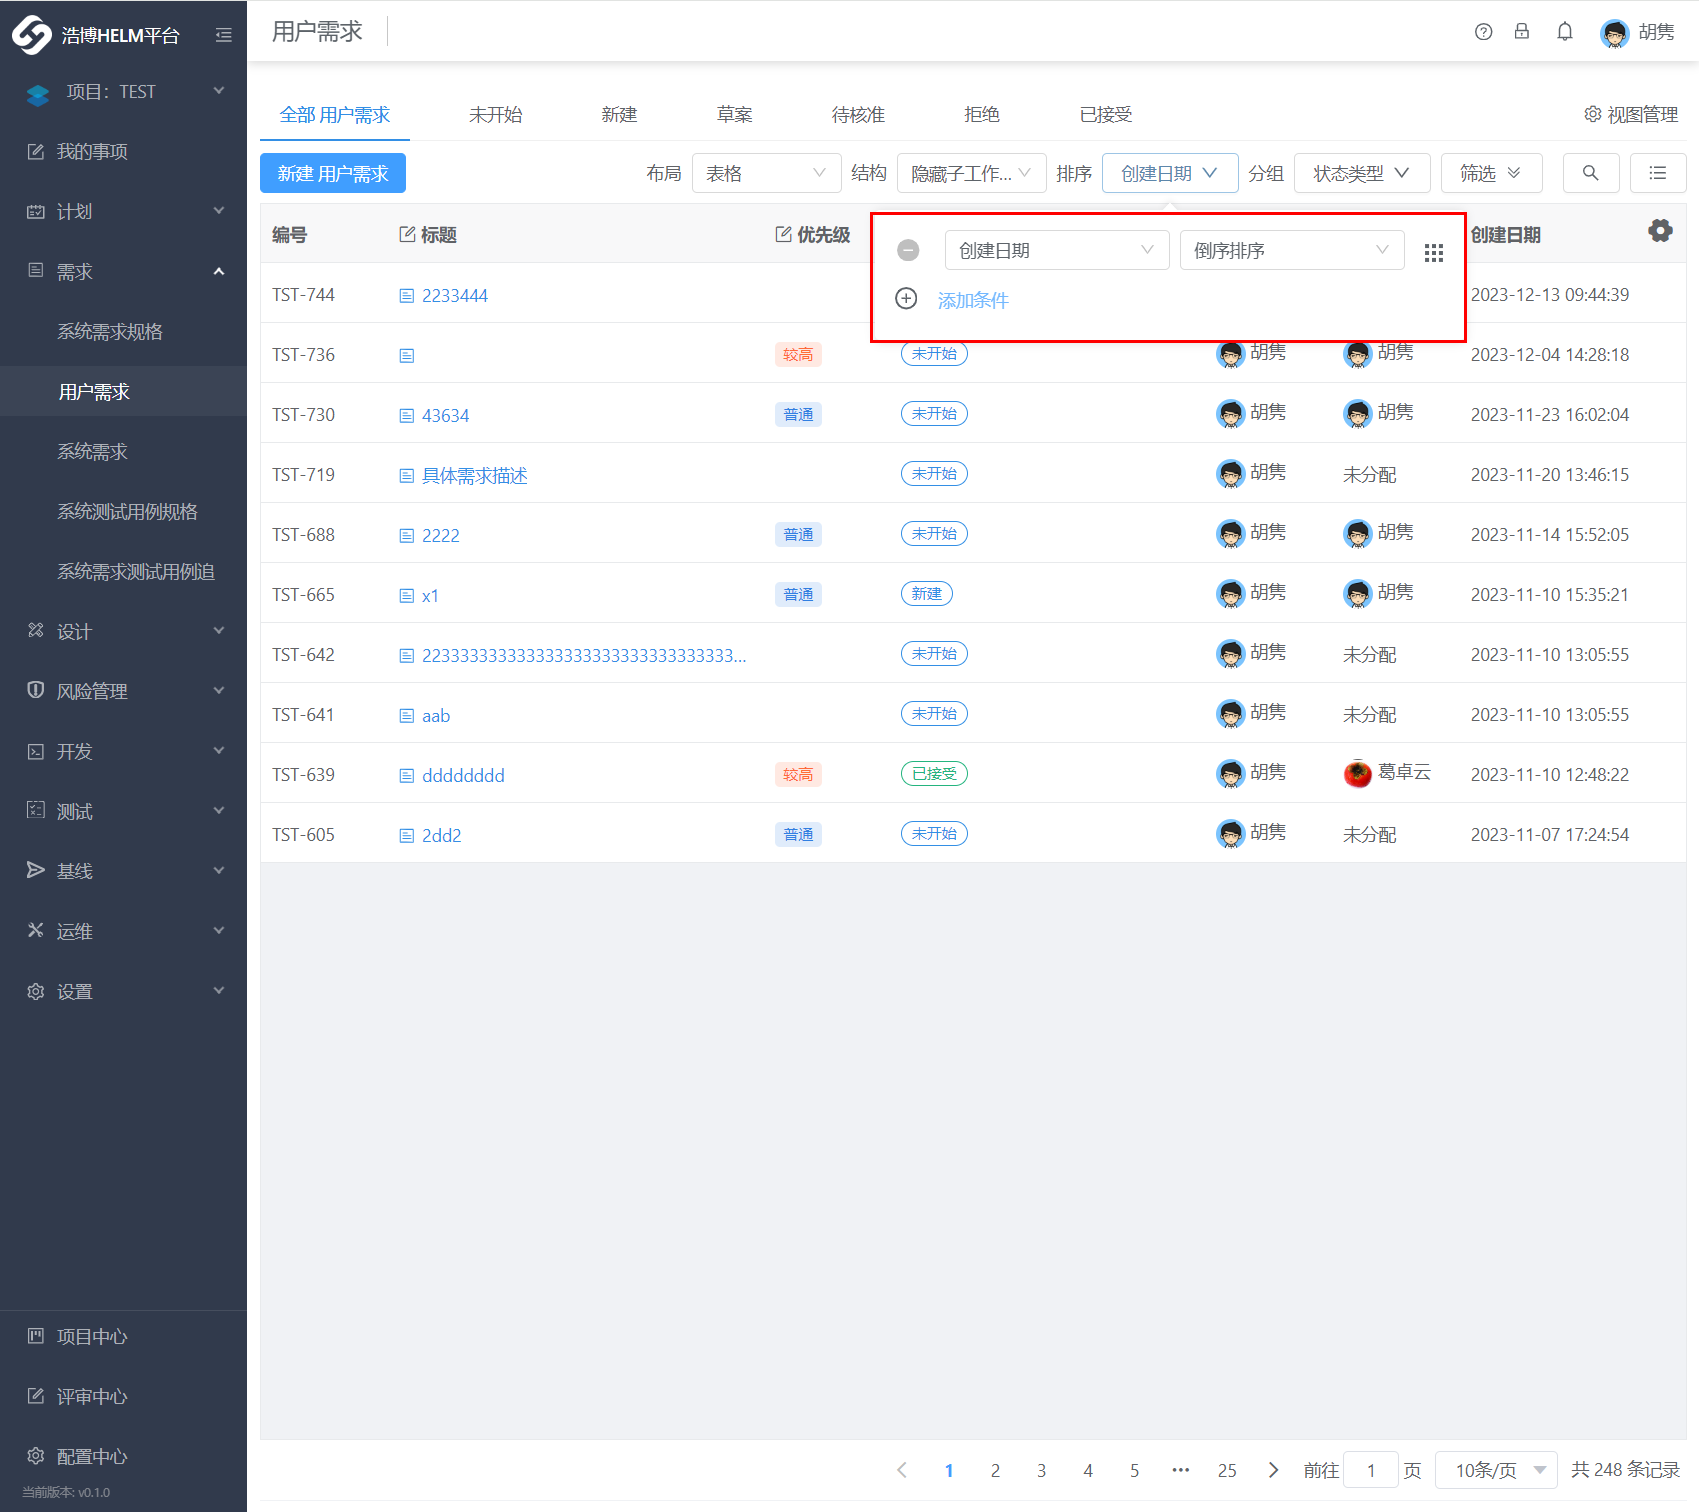 浩博HELM平台
项目：TEST
我的事项
计划
需求
系统需求规格
用户需求
系统需求
系统测试用例规格
系统需求测试用例追
设计
风险管理
开发
测试
基线
运维
设置
项目中心
评审中心
配置中心
当前版本: v0.1.0
用户需求
胡隽
全部 用户需求 未开始 新建 草案 待核准 拒绝 已接受 视图管理
新建 用户需求 布局 表格 结构 隐藏子工作... 排序 创建日期 分组 状态类型 筛选
编号 标题 优先级 创建日期
创建日期 倒序排序
添加条件
TST-744 2233444 2023-12-13 09:44:39
TST-736 较高 未开始 胡隽 胡隽 2023-12-04 14:28:18
TST-730 43634 普通 未开始 胡隽 胡隽 2023-11-23 16:02:04
TST-719 具体需求描述 未开始 胡隽 未分配 2023-11-20 13:46:15
TST-688 2222 普通 未开始 胡隽 胡隽 2023-11-14 15:52:05
TST-665 x1 普通 新建 胡隽 胡隽 2023-11-10 15:35:21
TST-642 22333333333333333333333333333333333... 未开始 胡隽 未分配 2023-11-10 13:05:55
TST-641 aab 未开始 胡隽 未分配 2023-11-10 13:05:55
TST-639 dddddddd 较高 已接受 胡隽 葛卓云 2023-11-10 12:48:22
TST-605 2dd2 普通 未开始 胡隽 未分配 2023-11-07 17:24:54
1 2 3 4 5 ··· 25 前往 1 页 10条/页 共 248 条记录